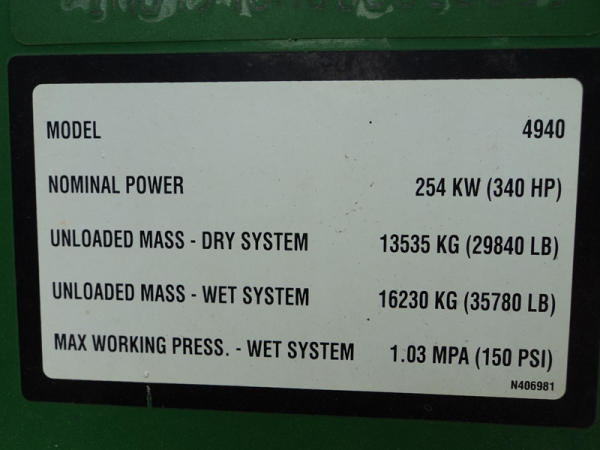 MODEL 4940
NOMINAL POWER 254 KW (340 HP)
UNLOADED MASS - DRY SYSTEM 13535 KG (29840 LB)
UNLOADED MASS - WET SYSTEM 16230 KG (35780 LB)
MAX WORKING PRESS. - WET SYSTEM 1.03 MPA (150 PSI)
N406981